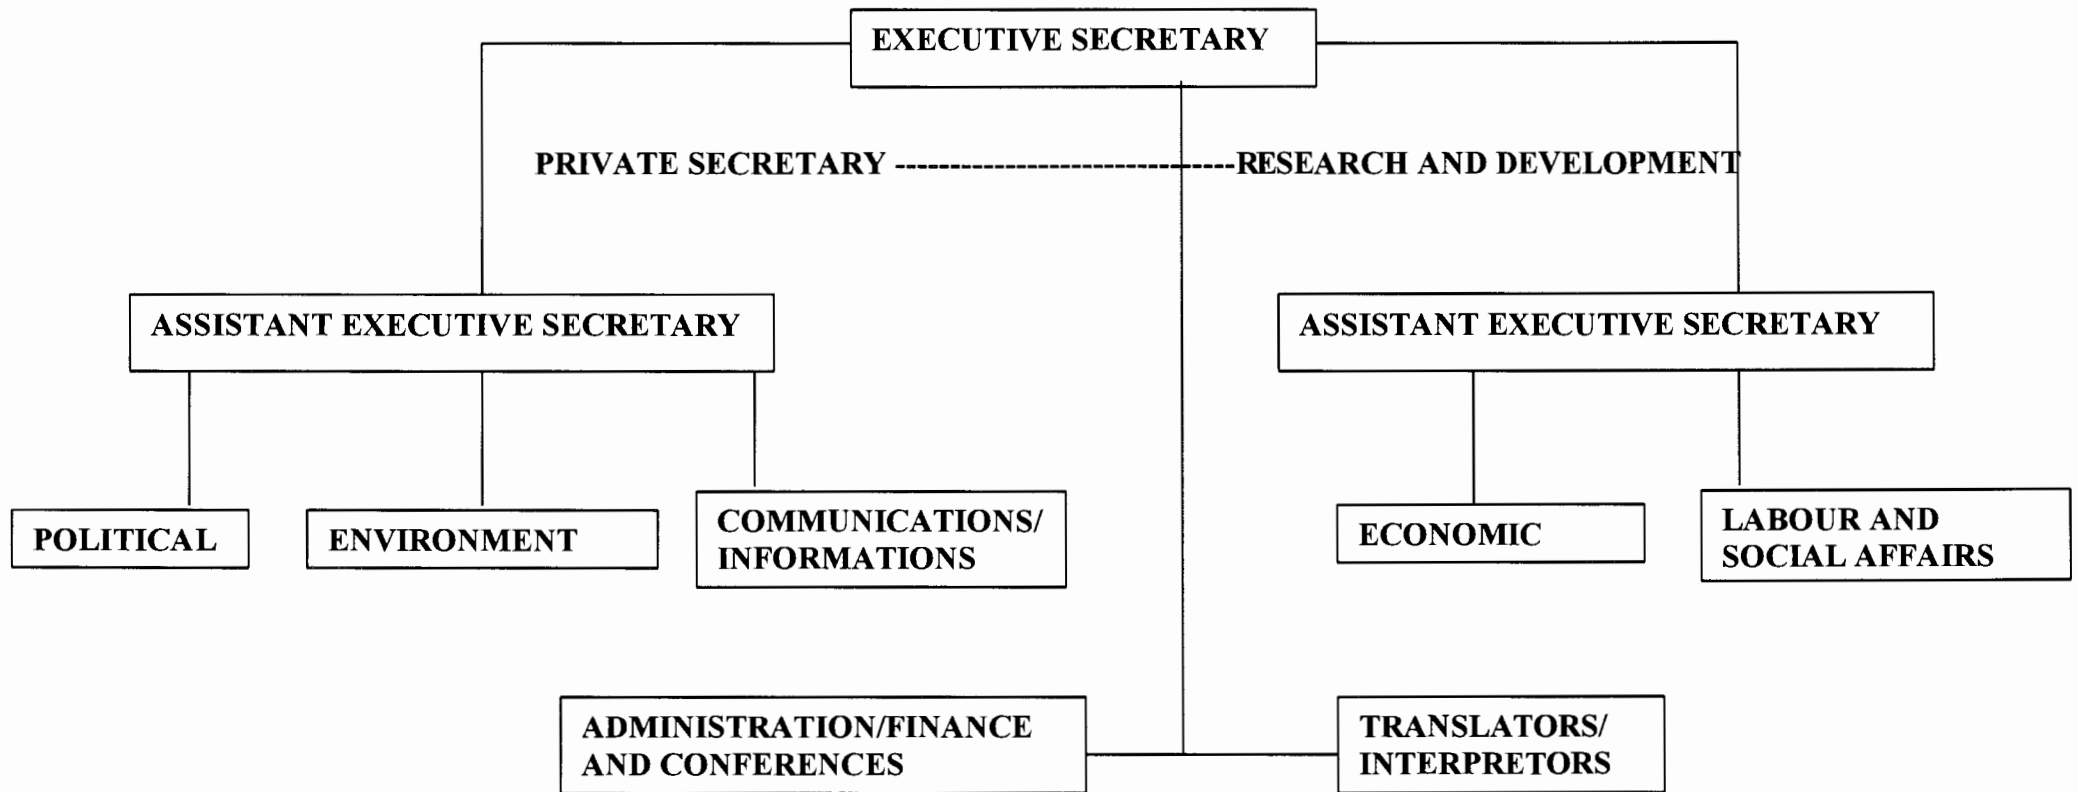 EXECUTIVE SECRETARY
PRIVATE SECRETARY ----------------------------RESEARCH AND DEVELOPMENT
ASSISTANT EXECUTIVE SECRETARY
ASSISTANT EXECUTIVE SECRETARY
POLITICAL
ENVIRONMENT
COMMUNICATIONS/
INFORMATIONS
ECONOMIC
LABOUR AND
SOCIAL AFFAIRS
ADMINISTRATION/FINANCE
AND CONFERENCES
TRANSLATORS/
INTERPRETORS